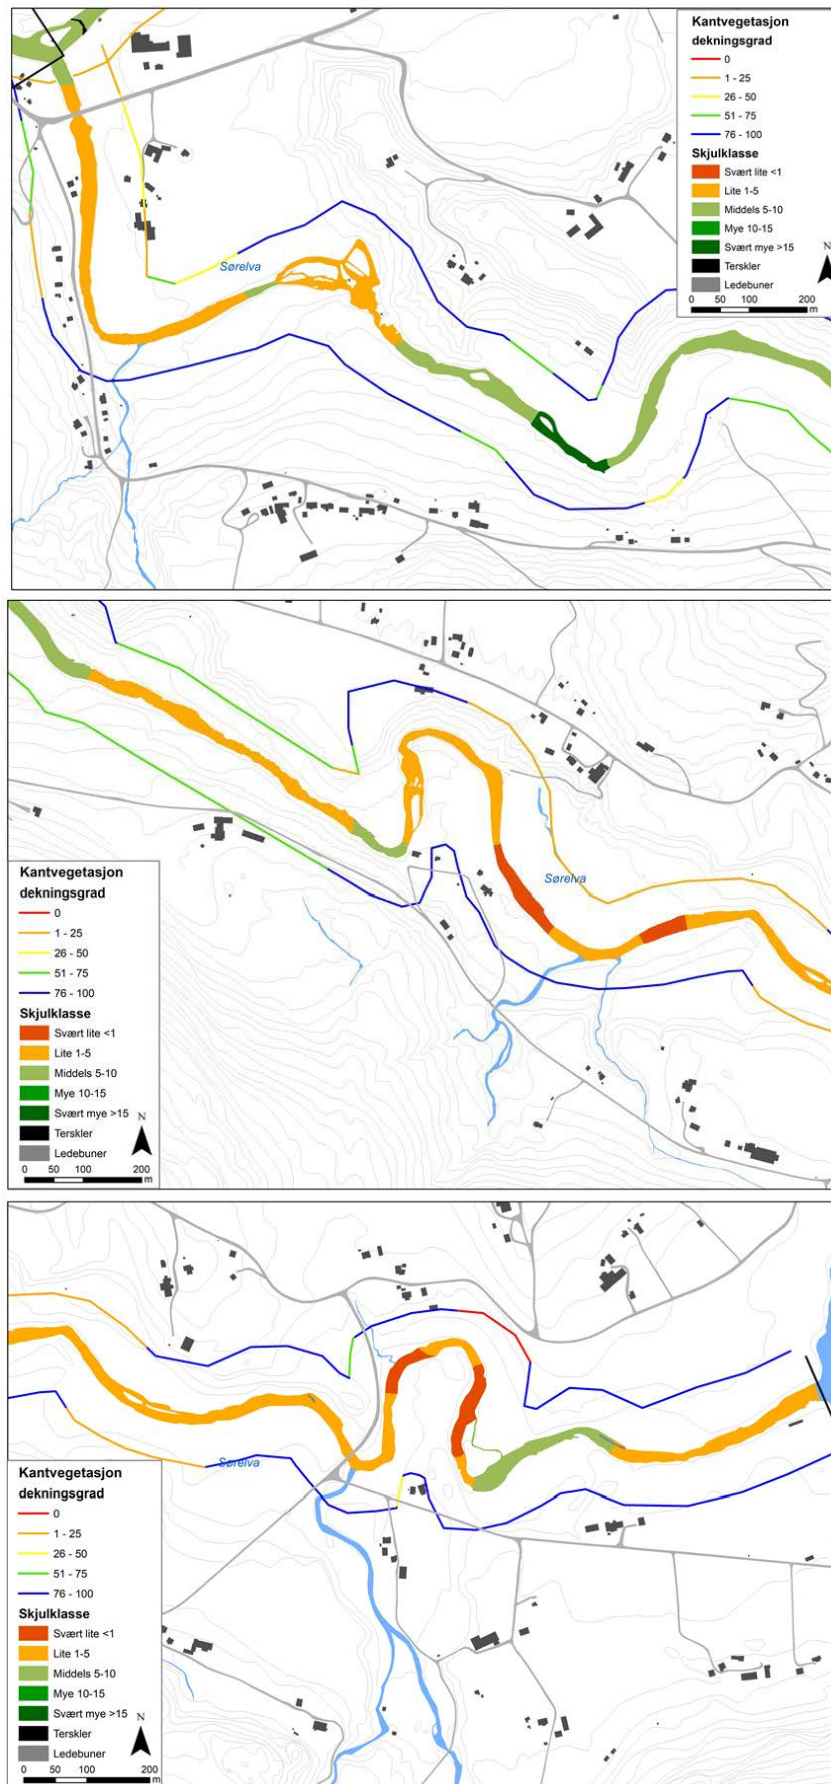 Kantvegetasjon
dekningsgrad
0
1 - 25
26 - 50
51 - 75
76 - 100
Skjulklasse
Svært lite <1
Lite 1-5
Middels 5-10
Mye 10-15
Svært mye >15
Terskler
Ledebuner
N
0 50 100 200
m
Sørelva
Sørelva
Kantvegetasjon
dekningsgrad
0
1 - 25
26 - 50
51 - 75
76 - 100
Skjulklasse
Svært lite <1
Lite 1-5
Middels 5-10
Mye 10-15
Svært mye >15
Terskler
Ledebuner
N
0 50 100 200
m
Sørelva
Kantvegetasjon
dekningsgrad
0
1 - 25
26 - 50
51 - 75
76 - 100
Skjulklasse
Svært lite <1
Lite 1-5
Middels 5-10
Mye 10-15
Svært mye >15
Terskler
Ledebuner
N
0 50 100 200
m